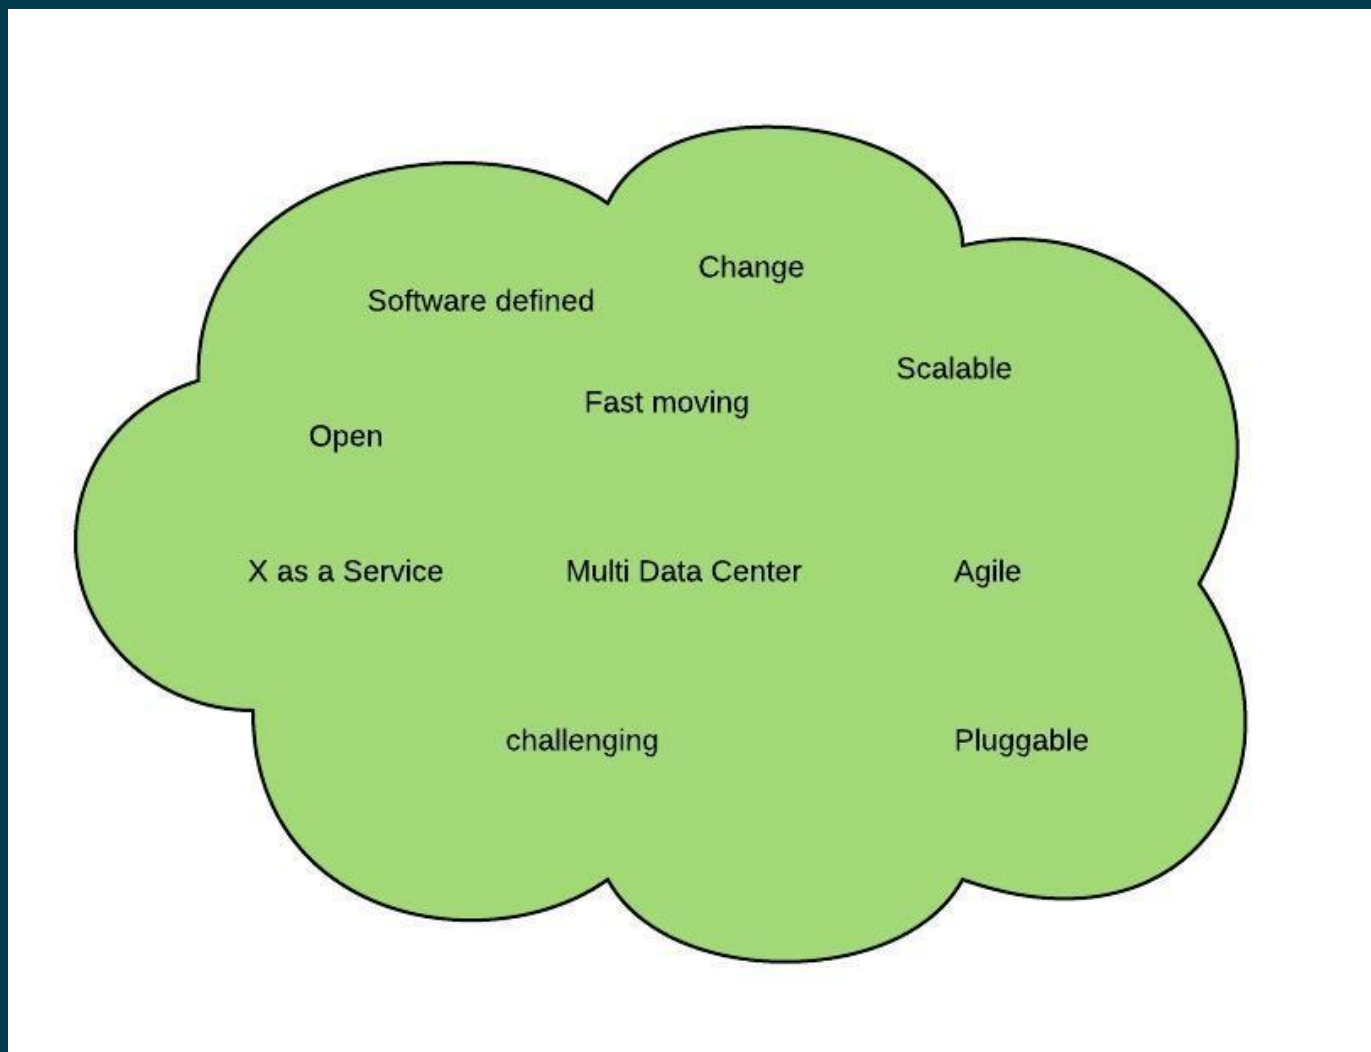 Change
Software defined
Scalable
Fast moving
Open
X as a Service
Multi Data Center
Agile
challenging
Pluggable